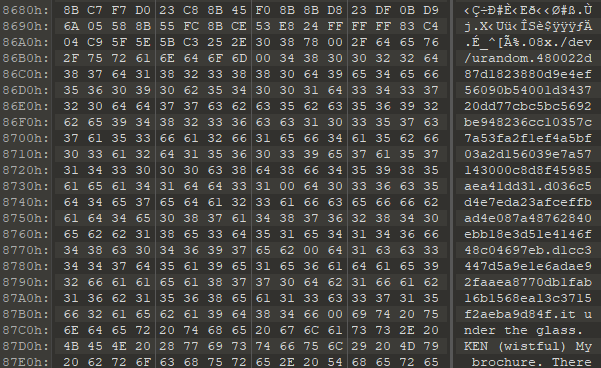 8680h: 8B C7 F7 D0 23 C8 8B 45 F0 8B 8B D8 23 DF 0B D9 ‹Ç÷Ð#È‹Eð‹‹Ø#ß.Ù
8690h: 6A 05 58 8B 55 FC 8B CE 53 E8 24 FF FF FF 83 C4 j.X‹Uü‹ÎSè$ÿÿÿƒÄ
86A0h: 04 C9 5F 5E 5B C3 25 2E 30 38 78 00 2F 64 65 76 .É_^[Ã%.08x./dev
86B0h: 2F 75 72 61 6E 64 6F 6D 00 34 38 30 30 32 32 64 /urandom.480022d
86C0h: 38 37 64 31 38 32 33 38 38 30 64 39 65 34 65 66 87d1823880d9e4ef
86D0h: 35 36 30 39 30 62 35 34 30 30 31 64 33 34 33 37 56090b54001d3437
86E0h: 32 30 64 64 37 37 63 62 63 35 62 63 35 36 39 32 20dd77cbc5bc5692
86F0h: 62 65 39 34 38 32 33 36 63 63 31 30 33 35 37 63 be948236cc10357c
8700h: 37 61 35 33 66 61 32 66 31 65 66 34 61 35 62 66 7a53fa2f1ef4a5bf
8710h: 30 33 61 32 64 31 35 36 30 33 39 65 37 61 35 37 03a2d156039e7a57
8720h: 31 34 33 30 30 30 63 38 64 38 66 34 35 39 38 35 143000c8d8f45985
8730h: 61 65 61 34 31 64 64 33 31 00 64 30 33 36 63 35 aea41dd31.d036c5
8740h: 64 34 65 37 65 64 61 32 33 61 66 63 65 66 66 62 d4e7eda23afceffb
8750h: 61 64 34 65 30 38 37 61 34 38 37 36 32 38 34 30 ad4e087a48762840
8760h: 65 62 62 31 38 65 33 64 35 31 65 34 31 34 36 66 ebb18e3d51e4146f
8770h: 34 38 63 30 34 36 39 37 65 62 00 64 31 63 63 33 48c04697eb.d1cc3
8780h: 34 34 37 64 35 61 39 65 31 65 36 61 64 61 65 39 447d5a9e1e6adae9
8790h: 32 66 61 61 65 61 38 37 37 30 64 62 31 66 61 62 2faaea8770db1fab
87A0h: 31 36 62 31 35 36 38 65 61 31 33 63 33 37 31 35 16b1568ea13c3715
87B0h: 66 32 61 65 62 61 39 64 38 34 66 00 69 74 20 75 f2aeba9d84f.it u
87C0h: 6E 64 65 72 20 74 68 65 20 67 6C 61 73 73 2E 20 nder the glass.
87D0h: 4B 45 4E 20 28 77 69 73 74 66 75 6C 29 20 4D 79 KEN (wistful) My
87E0h: 20 62 72 6F 63 68 75 72 65 2E 20 54 68 65 72 65 brochure. There